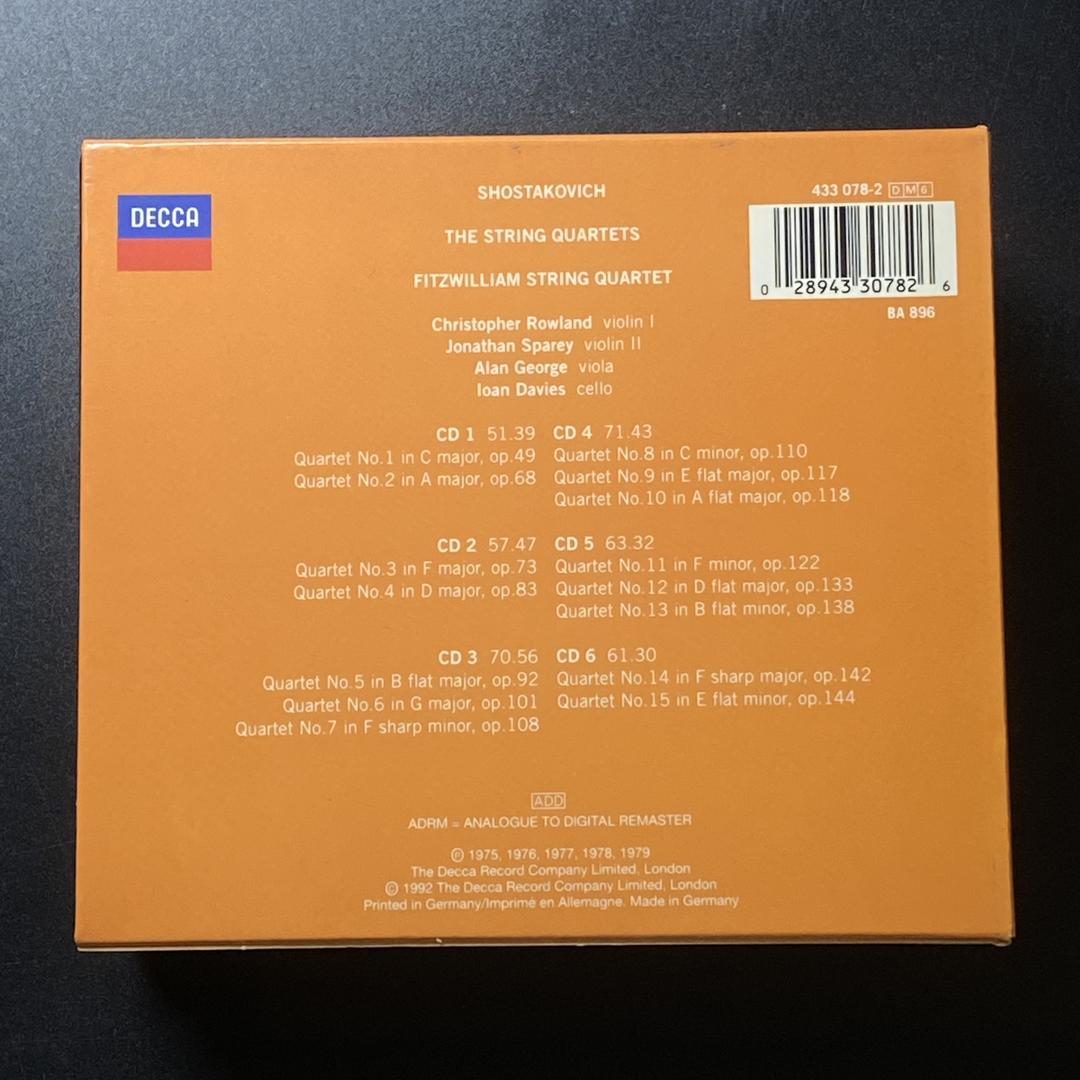 DECCA
SHOSTAKOVICH
THE STRING QUARTETS
FITZWILLIAM STRING QUARTET
Christopher Rowland violin I
Jonathan Sparey violin II
Alan George viola
Ioan Davies cello
433 078-2 DM6
0 28943 30782 6
BA 896
CD 1 51.39
Quartet No.1 in C major, op.49
Quartet No.2 in A major, op.68
CD 2 57.47
Quartet No.3 in F major, op.73
Quartet No.4 in D major, op.83
CD 3 70.56
Quartet No.5 in B flat major, op.92
Quartet No.6 in G major, op.101
Quartet No.7 in F sharp minor, op.108
CD 4 71.43
Quartet No.8 in C minor, op.110
Quartet No.9 in E flat major, op.117
Quartet No.10 in A flat major, op.118
CD 5 63.32
Quartet No.11 in F minor, op.122
Quartet No.12 in D flat major, op.133
Quartet No.13 in B flat minor, op.138
CD 6 61.30
Quartet No.14 in F sharp major, op.142
Quartet No.15 in E flat minor, op.144
ADD
ADRM = ANALOGUE TO DIGITAL REMASTER
℗ 1975, 1976, 1977, 1978, 1979
The Decca Record Company Limited, London
© 1992 The Decca Record Company Limited, London
Printed in Germany/Imprimé en Allemagne. Made in Germany